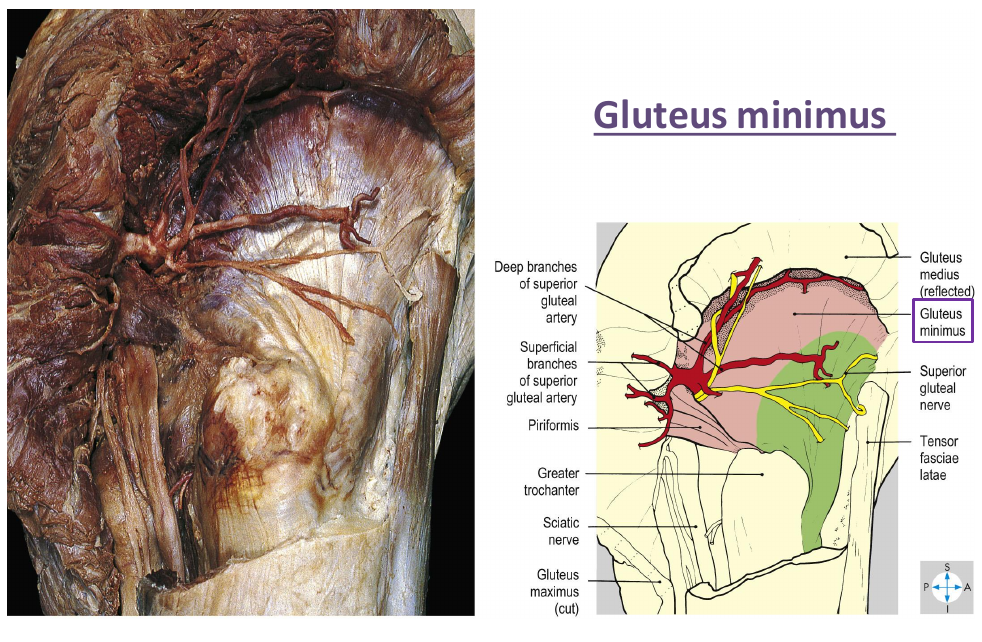 Gluteus minimus
Deep branches
of superior
gluteal
artery
Superficial
branches
of superior
gluteal artery
Piriformis
Greater
trochanter
Sciatic
nerve
Gluteus
maximus
(cut)
Gluteus
medius
(reflected)
Gluteus
minimus
Superior
gluteal
nerve
Tensor
fasciae
latae
S
P A
I